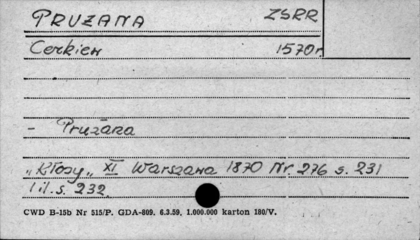 PRUŻANA ZSRR
Cerkiew 1570r.
- Prużana
"Kłosy„ XI Warszawa 1870 Nr. 276 s. 231
i il. s. 232
CWD B-15b Nr 515/P. GDA-809. 6.3.59. 1.000.000 karton 180/V.